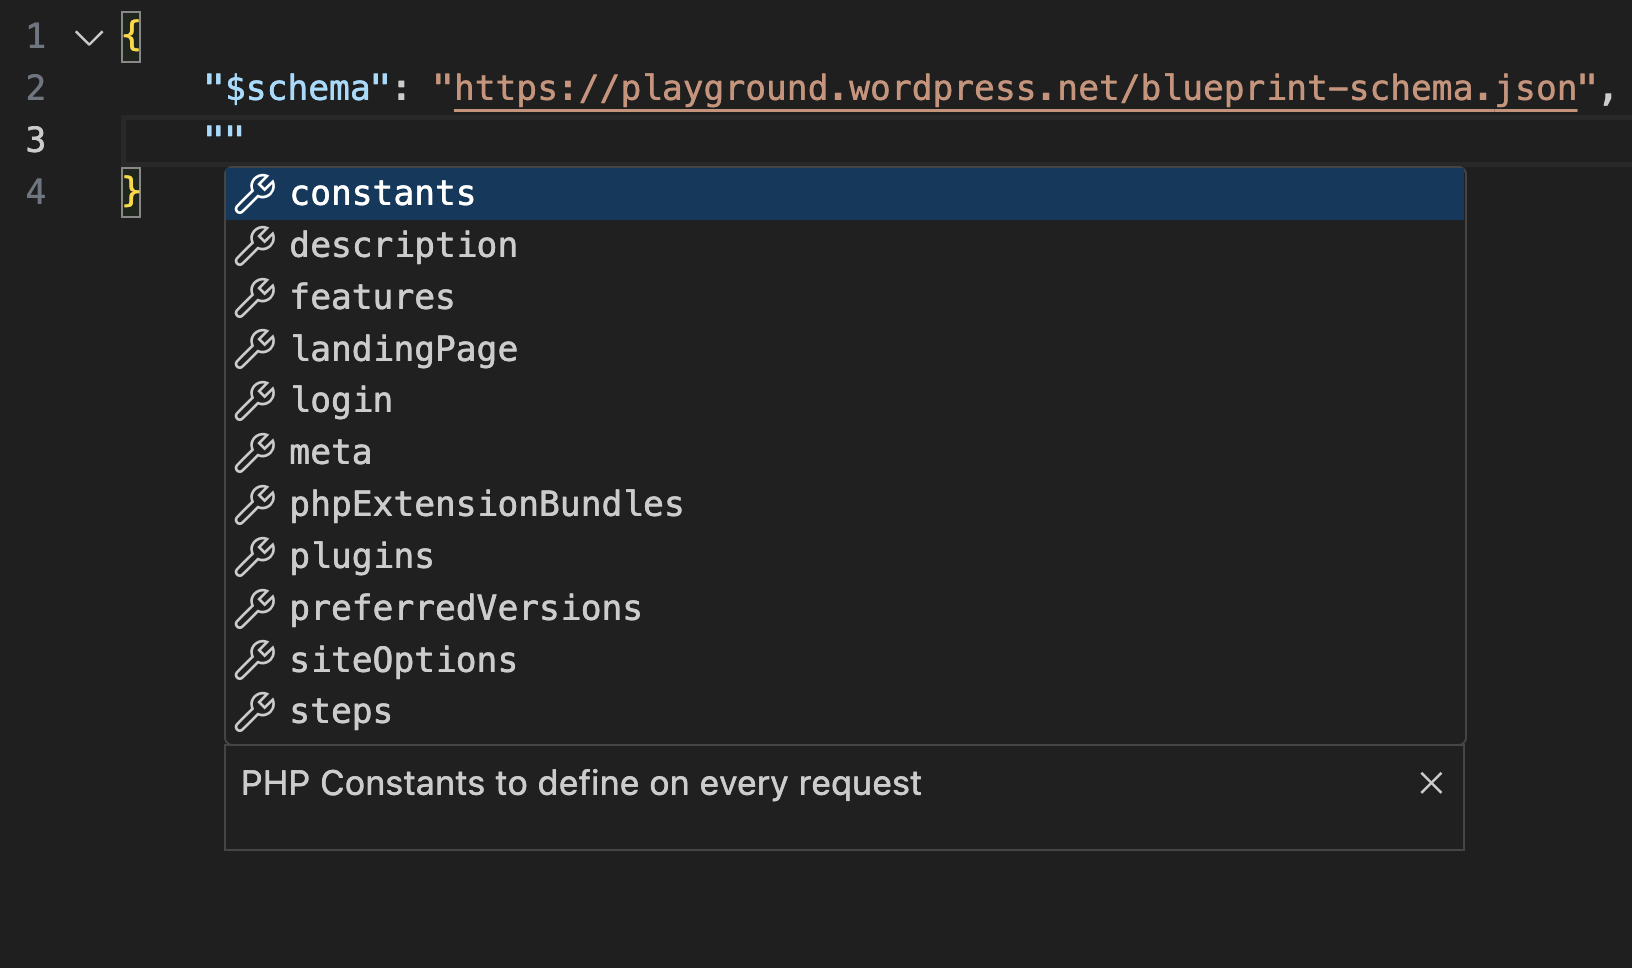 1 {
2 "$schema": "https://playground.wordpress.net/blueprint-schema.json",
3 ""
4 }
constants
description
features
landingPage
login
meta
phpExtensionBundles
plugins
preferredVersions
siteOptions
steps
PHP Constants to define on every request